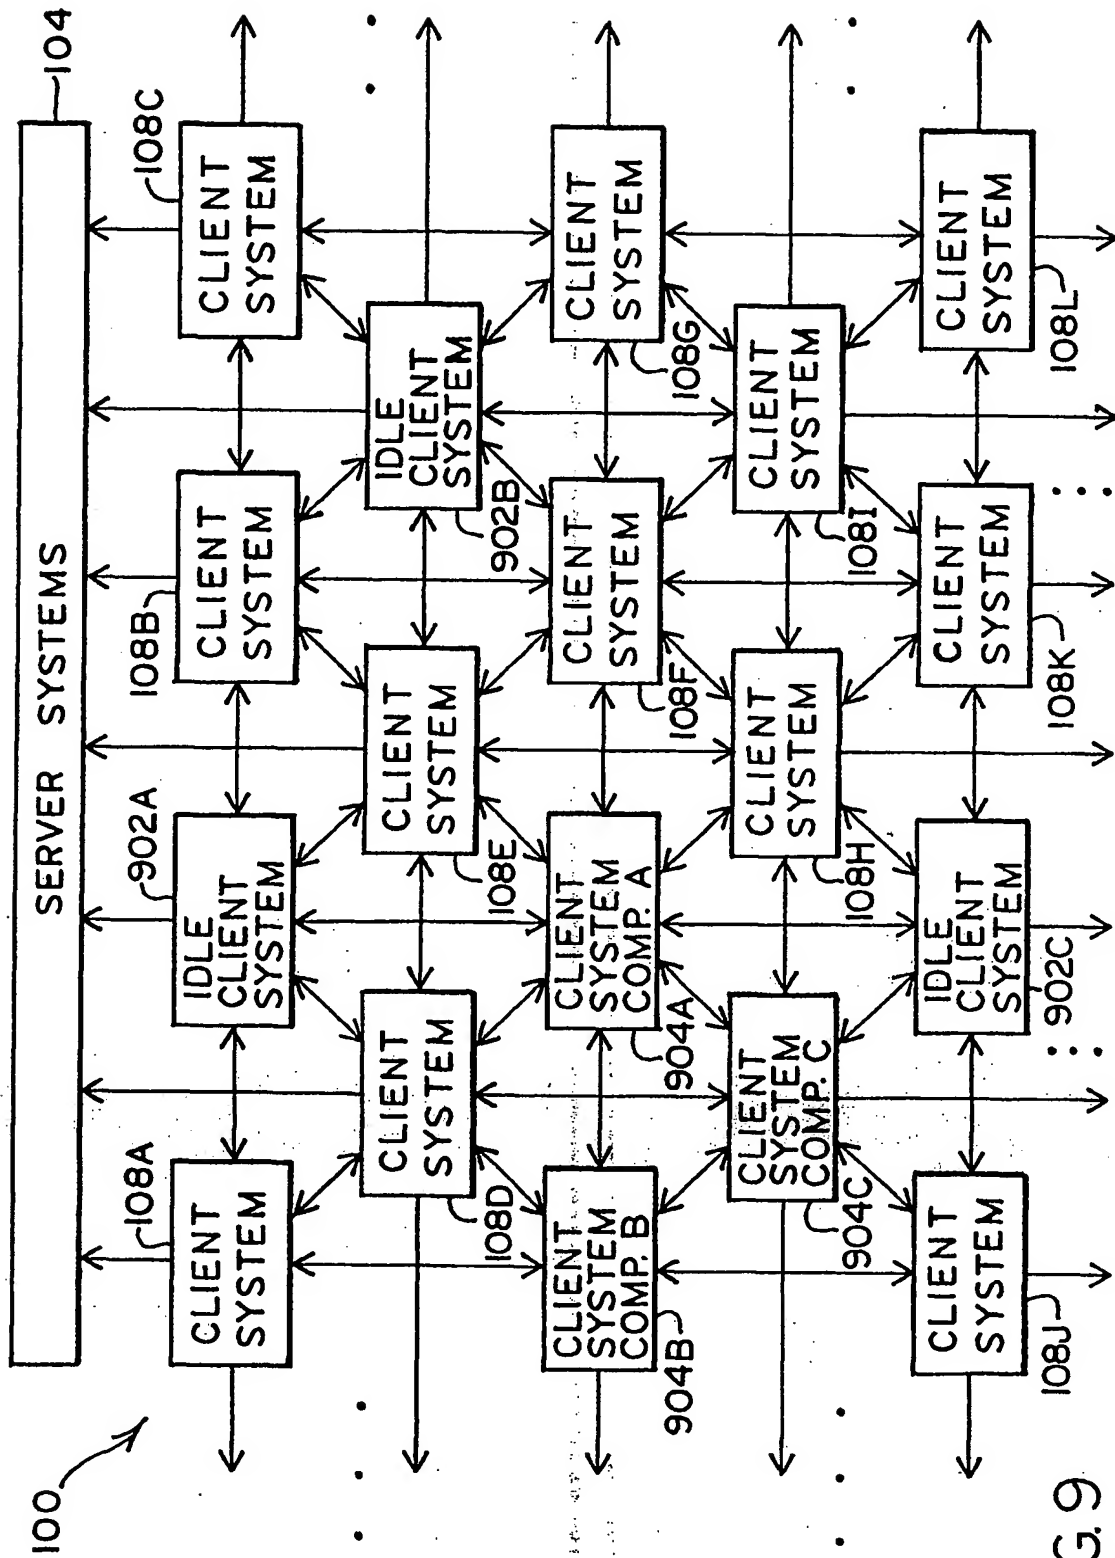 100
SERVER SYSTEMS
104
108A
902A
108B
108C
CLIENT
SYSTEM
IDLE
CLIENT
SYSTEM
CLIENT
SYSTEM
CLIENT
SYSTEM
CLIENT
SYSTEM
CLIENT
SYSTEM
IDLE
CLIENT
SYSTEM
108D
108E
902B
CLIENT
SYSTEM
COMP. B
CLIENT
SYSTEM
COMP. A
CLIENT
SYSTEM
CLIENT
SYSTEM
904B
904A
108F
108G
CLIENT
SYSTEM
COMP. C
CLIENT
SYSTEM
CLIENT
SYSTEM
904C
108H
108I
CLIENT
SYSTEM
IDLE
CLIENT
SYSTEM
CLIENT
SYSTEM
CLIENT
SYSTEM
108J
902C
108K
108L
G. 9